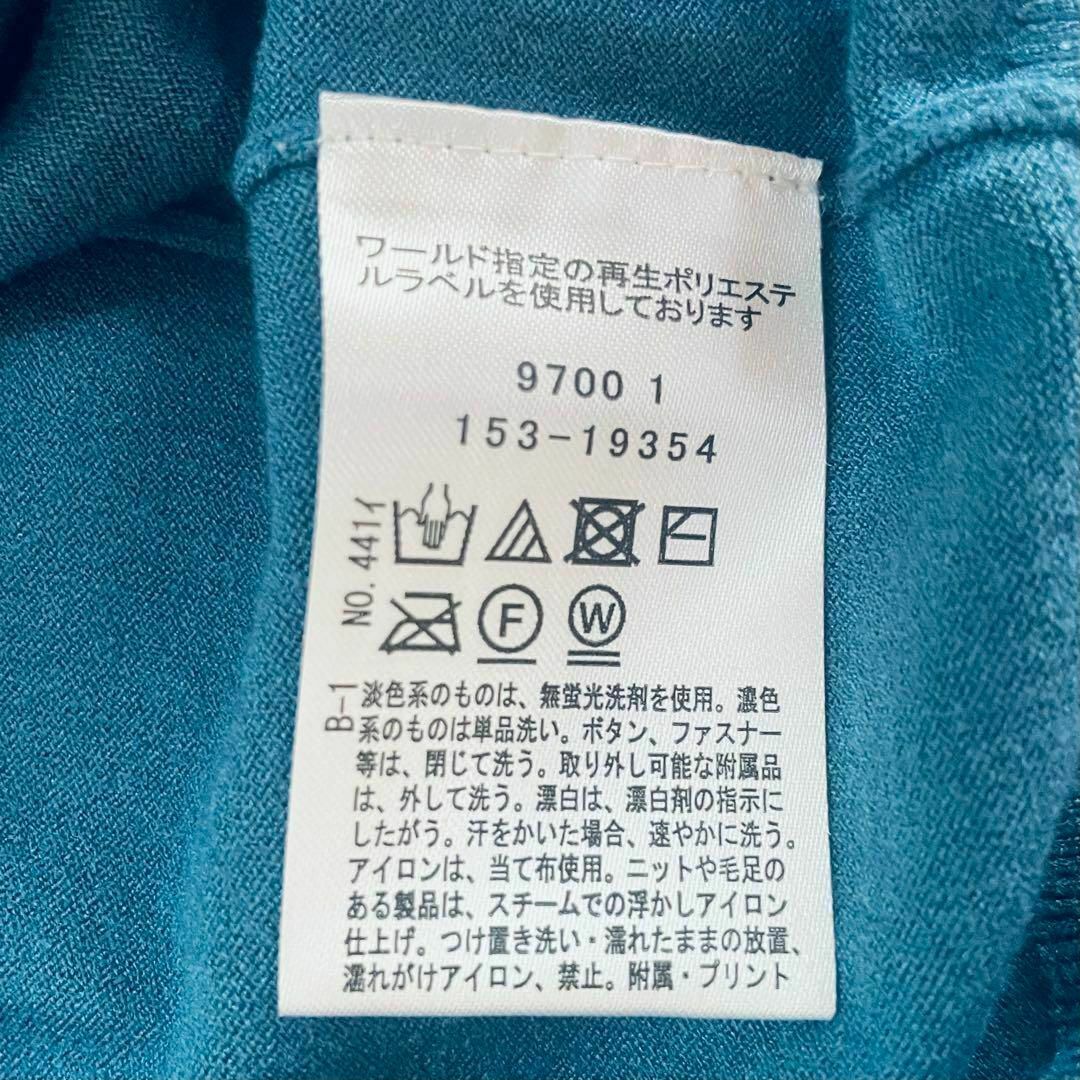 ワールド指定の再生ポリエステ
ルラベルを使用しております
9700 1
153-19354
NO. 441イ
F
W
B-1
淡色系のものは、無蛍光洗剤を使用。濃色
系のものは単品洗い。ボタン、ファスナー
等は、閉じて洗う。取り外し可能な附属品
は、外して洗う。漂白は、漂白剤の指示に
したがう。汗をかいた場合、速やかに洗う。
アイロンは、当て布使用。ニットや毛足の
ある製品は、スチームでの浮かしアイロン
仕上げ。つけ置き洗い・濡れたままの放置、
濡れがけアイロン、禁止。附属・プリント